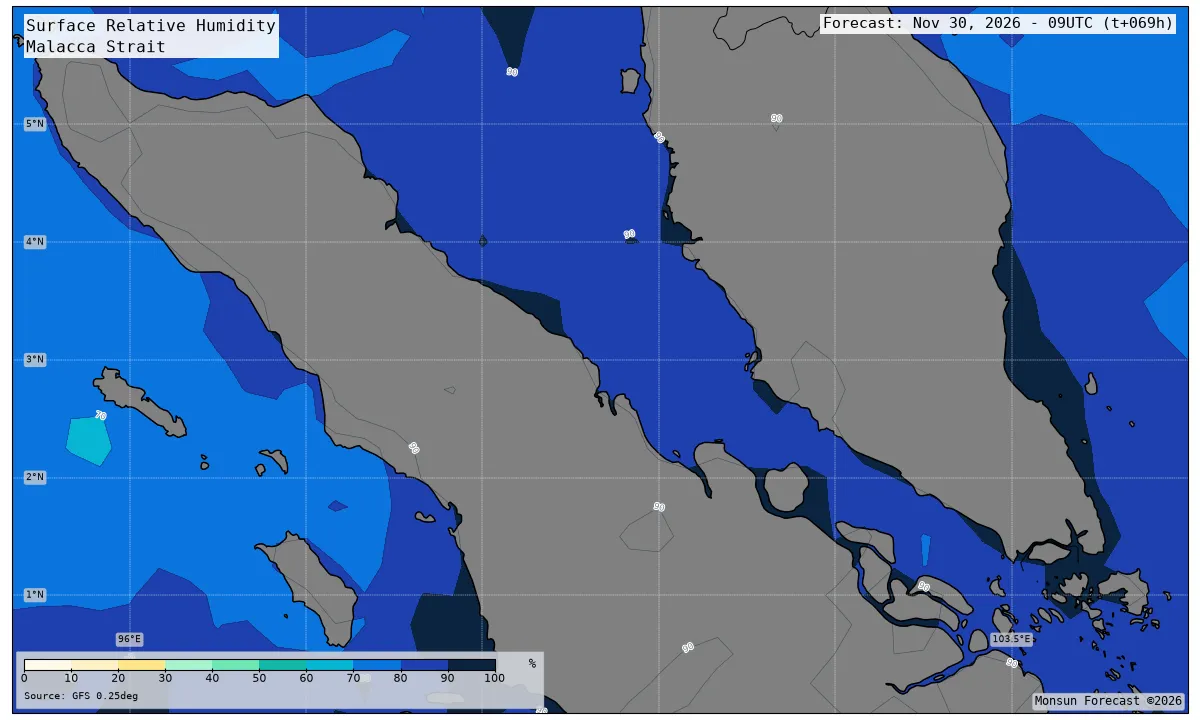 Surface Relative Humidity
Malacca Strait
Forecast: Nov 30, 2026 - 09UTC (t+069h)
90
90
90
5°N
90
4°N
3°N
70
90
2°N
90
90
1°N
96°E
103.5°E
90
90
%
0 10 20 30 40 50 60 70 80 90 100
Source: GFS 0.25deg
Monsun Forecast ©2026